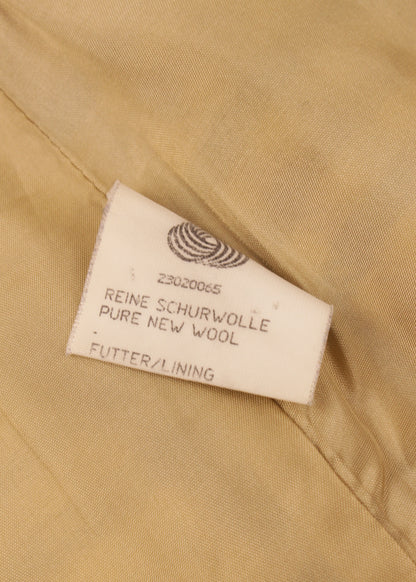 23020065
REINE SCHURWOLLE
PURE NEW WOOL
FUTTER/LINING